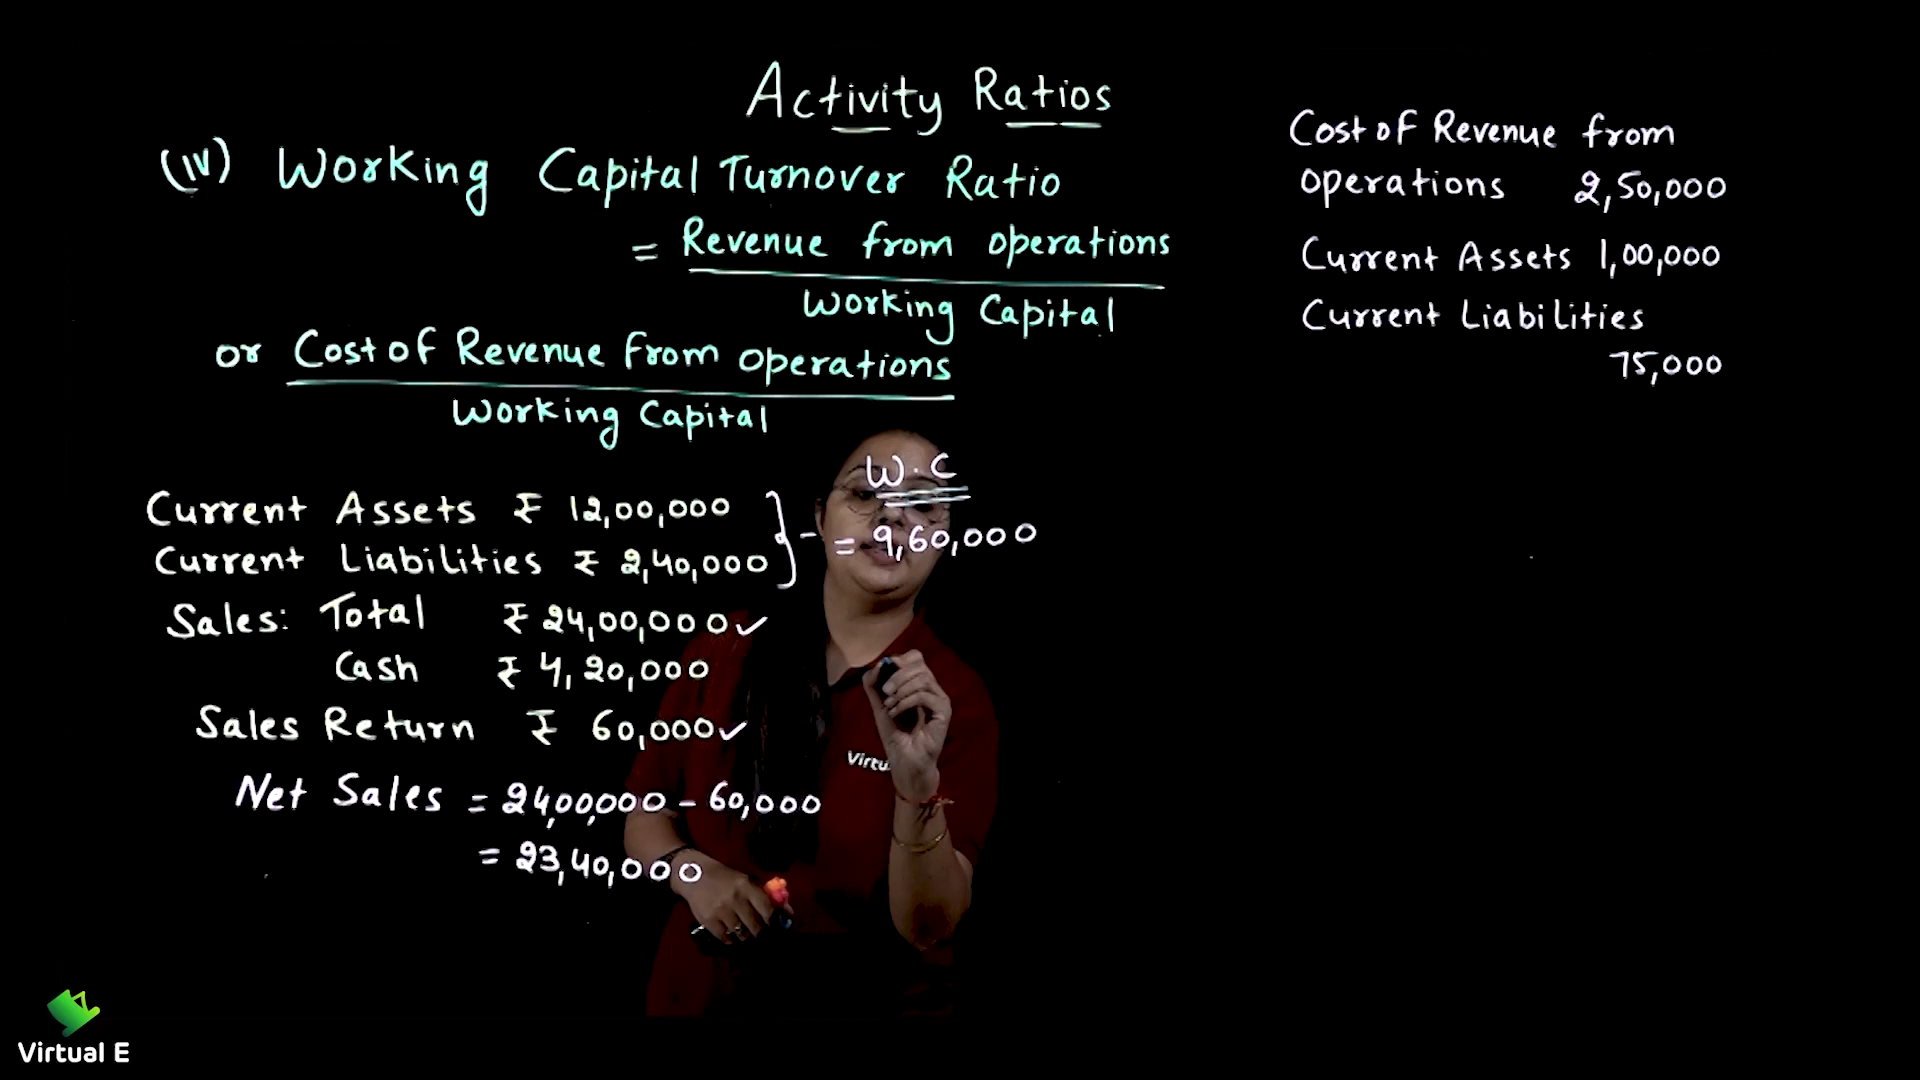 Activity Ratios
(IV) Working Capital Turnover Ratio
= Revenue from operations
Working Capital
or Cost of Revenue from operations
Working Capital
Current Assets ₹ 12,00,000
Current Liabilities ₹ 2,40,000
W.C
= 9,60,000
Sales: Total ₹ 24,00,000 ✓
Cash ₹ 4,20,000
Sales Return ₹ 60,000 ✓
Net Sales = 24,00,000 - 60,000
= 23,40,000
Cost of Revenue from
operations 2,50,000
Current Assets 1,00,000
Current Liabilities
75,000
Virtu
Virtual E